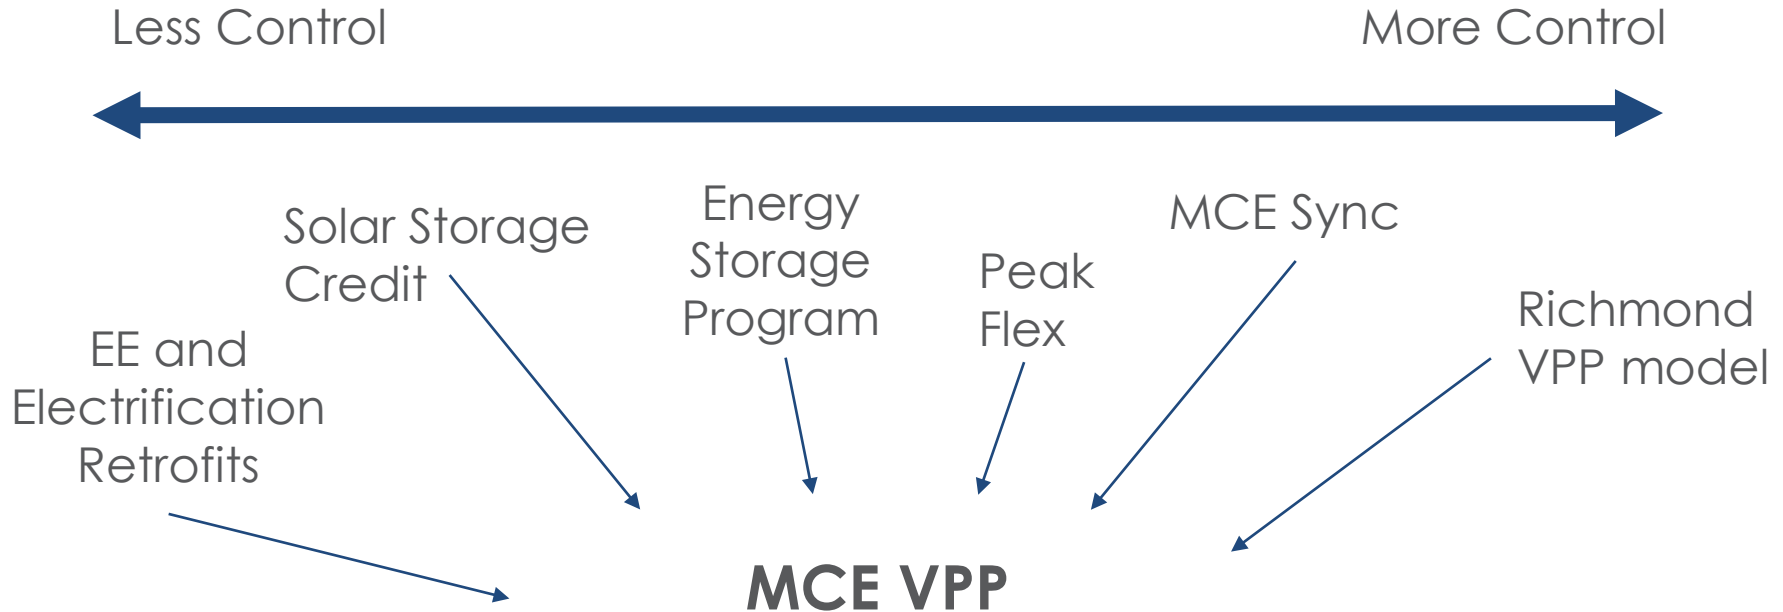 Less Control
More Control
Solar Storage
Credit
Energy
Storage
Program
Peak
Flex
MCE Sync
Richmond
VPP model
EE and
Electrification
Retrofits
MCE VPP